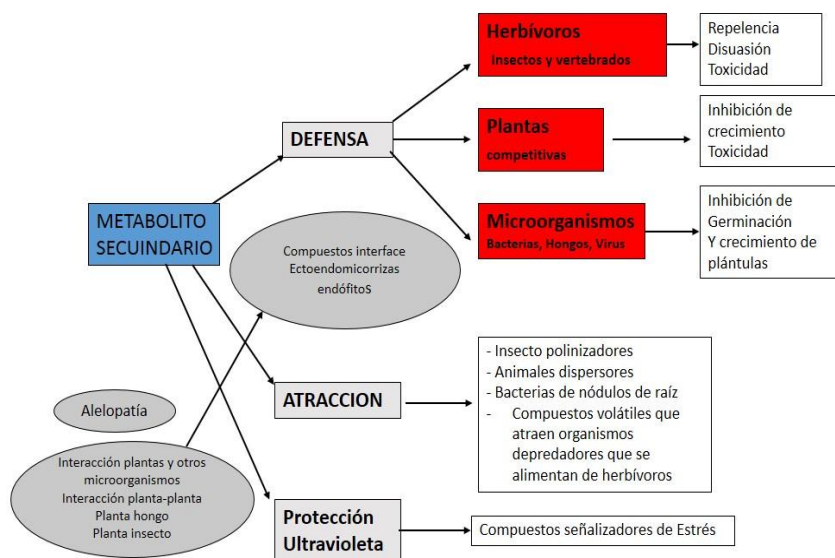 Herbívoros
Insectos y vertebrados
Repelencia
Disuasión
Toxicidad
DEFENSA
Plantas
competitivas
Inhibición de
crecimiento
Toxicidad
METABOLITO
SECUINDARIO
Microorganismos
Bacterias, Hongos, Virus
Inhibición de
Germinación
Y crecimiento de
plántulas
Compuestos interface
Ectoendomicorrizas
endófitos
ATRACCION
- Insecto polinizadores
- Animales dispersores
- Bacterias de nódulos de raíz
- Compuestos volátiles que
atraen organismos
depredadores que se
alimentan de herbívoros
Alelopatía
Interacción plantas y otros
microorganismos
Interacción planta-planta
Planta hongo
Planta insecto
Protección
Ultravioleta
Compuestos señalizadores de Estrés